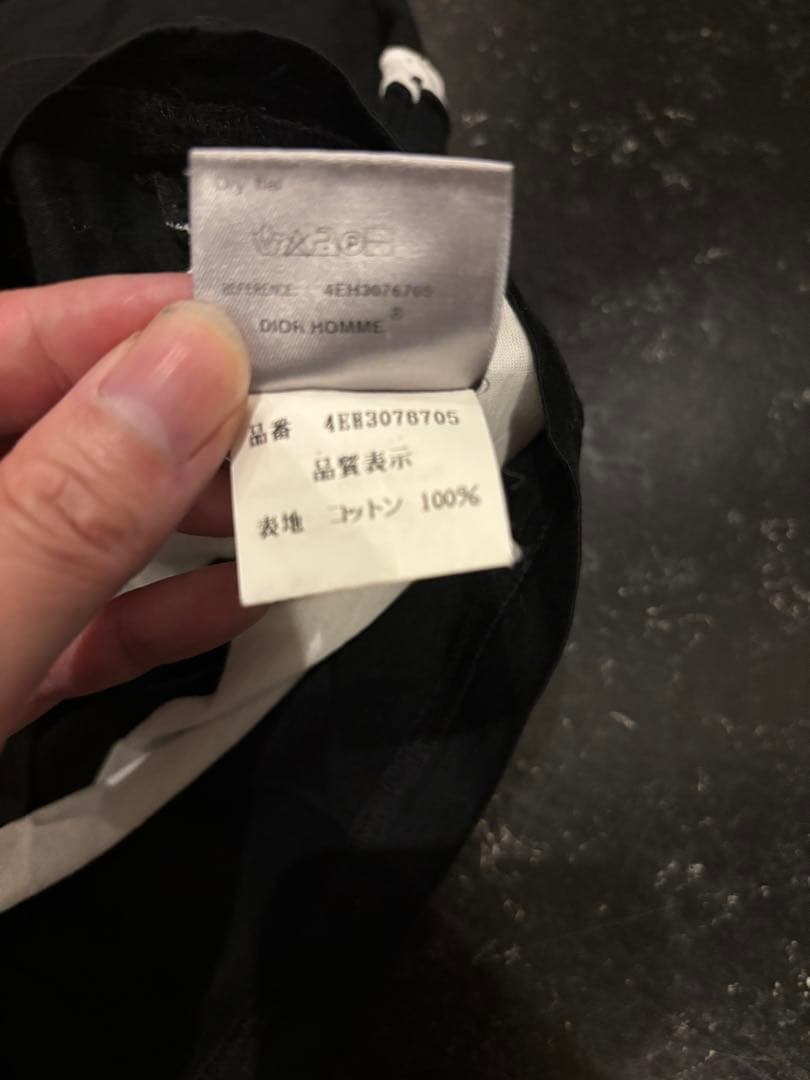 Dry flat
REFERENCE: 4EH3076705
DIOR HOMME®
品番 4EH3076705
品質表示
表地 コットン 100%